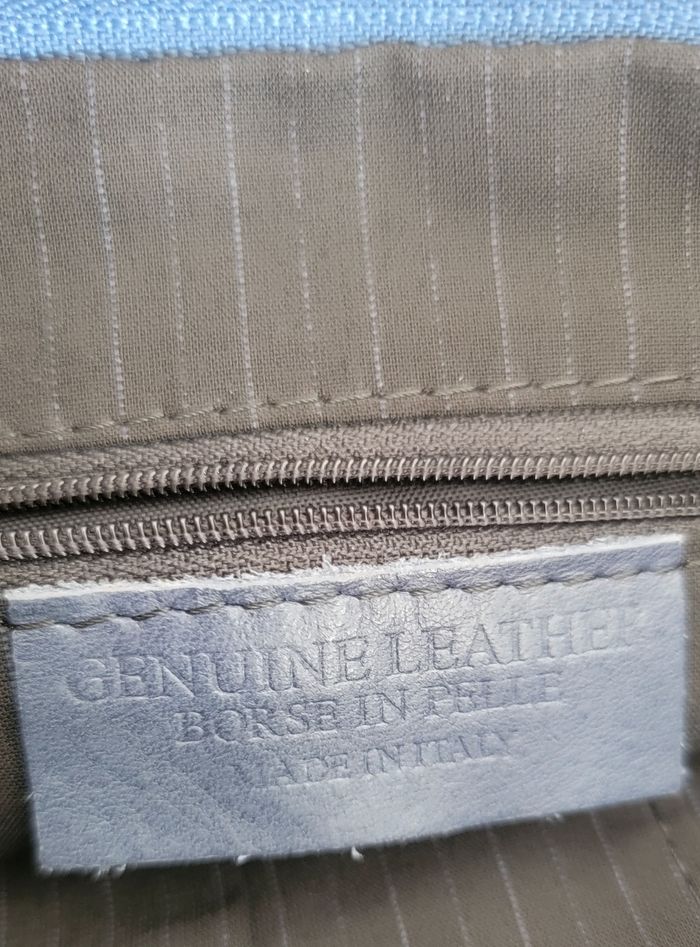 GENUINE LEATHER
BORSE IN PELLE
MADE IN ITALY